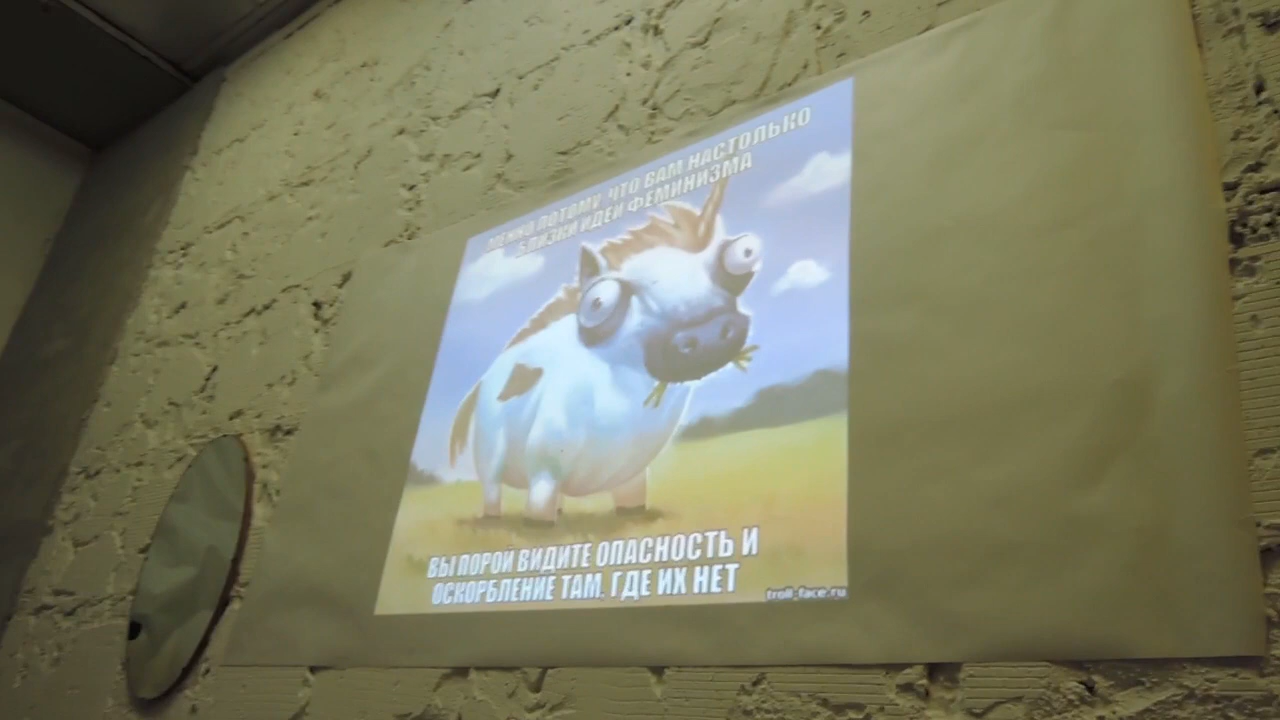 ИМЕННО ПОТОМУ, ЧТО ВАМ НАСТОЛЬКО
БЛИЗКИ ИДЕИ ФЕМИНИЗМА
ВЫ ПОРОЙ ВИДИТЕ ОПАСНОСТЬ И
ОСКОРБЛЕНИЕ ТАМ, ГДЕ ИХ НЕТ
troll-face.ru